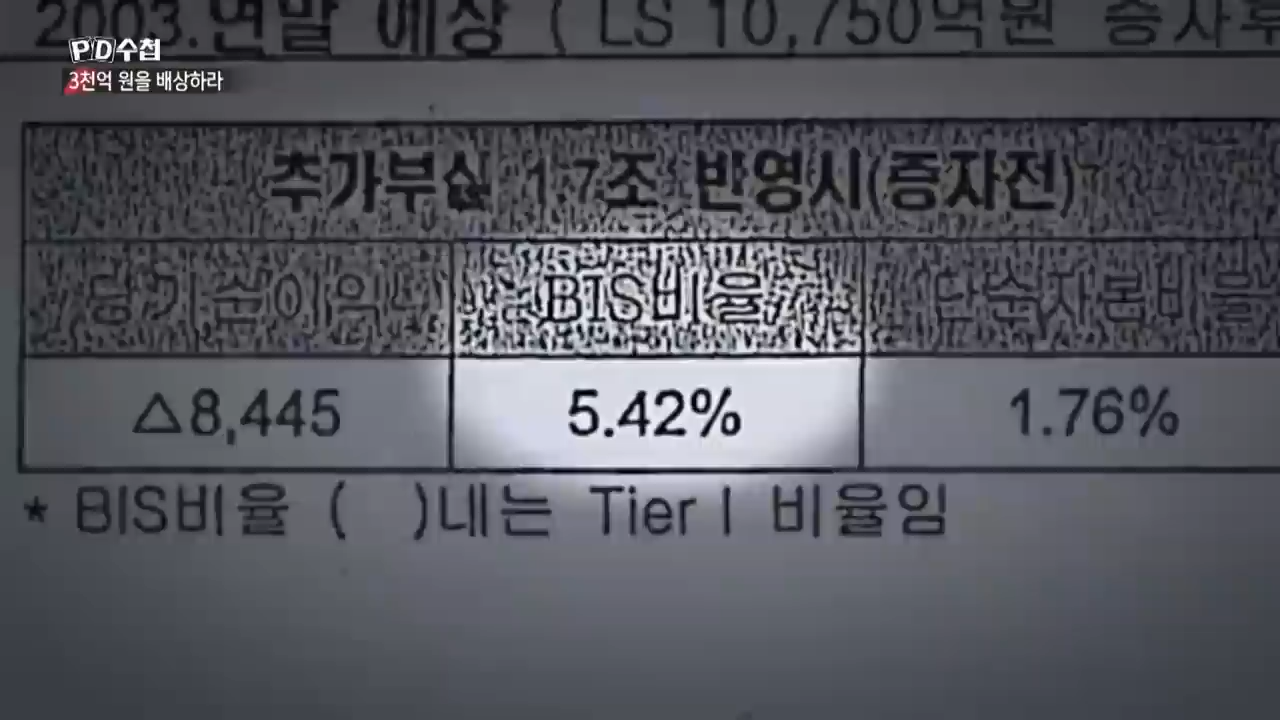 2003.연말 예상 ( LS 10,750억원 증자후
PD수첩
3천억 원을 배상하라
추가부실 1.7조 반영시(증자전)
당기순이익 BIS비율 단순자본비율
△8,445 5.42% 1.76%
* BIS비율 ( )내는 Tier I 비율임